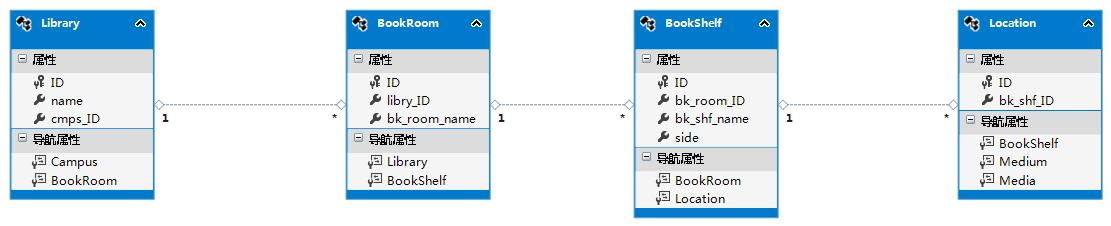 Library
属性
ID
name
cmps_ID
导航属性
Campus
BookRoom
1
*
BookRoom
属性
ID
libry_ID
bk_room_name
导航属性
Library
BookShelf
1
*
BookShelf
属性
ID
bk_room_ID
bk_shf_name
side
导航属性
BookRoom
Location
1
*
Location
属性
ID
bk_shf_ID
导航属性
BookShelf
Medium
Media